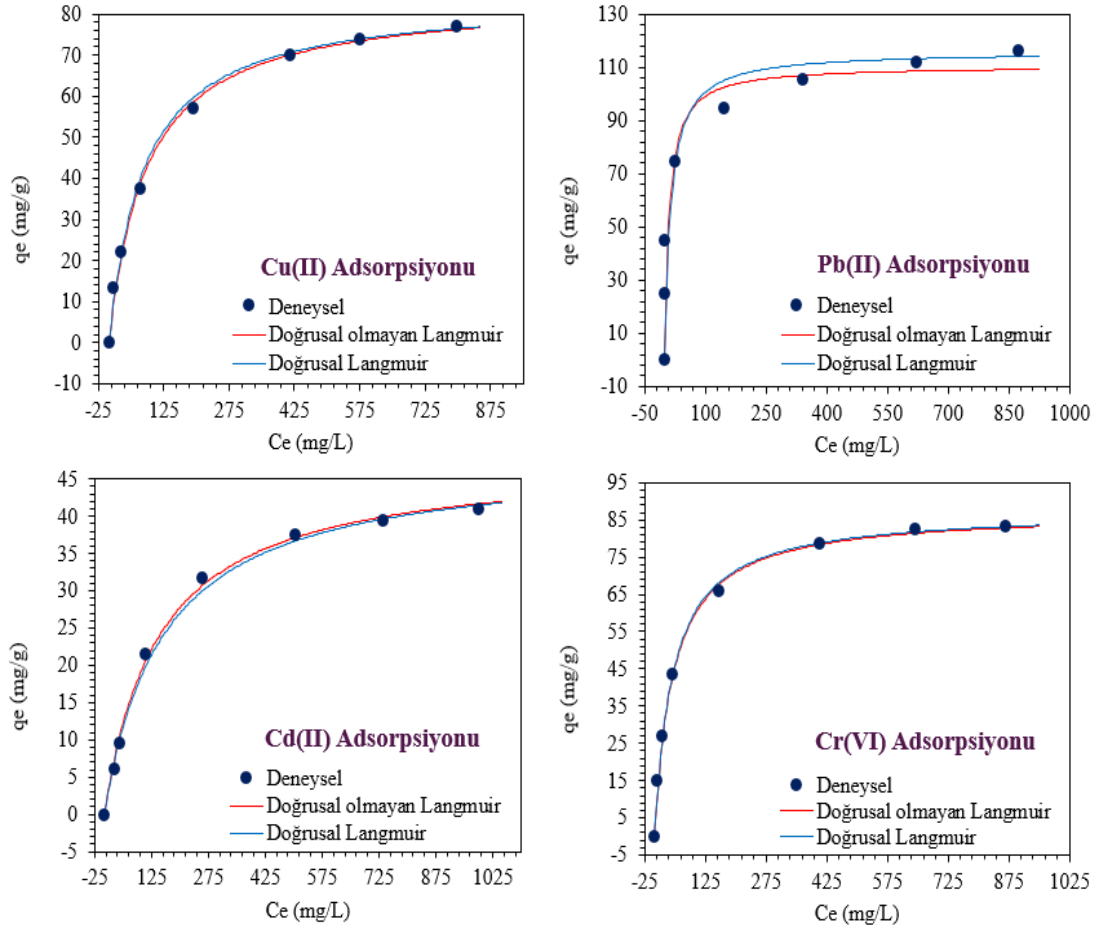 80
70
60
50
40
30
20
10
0
-10
qe (mg/g)
Cu(II) Adsorpsiyonu
Deneysel
Doğrusal olmayan Langmuir
Doğrusal Langmuir
-25 125 275 425 575 725 875
Ce (mg/L)
130
110
90
70
50
30
10
-10
qe (mg/g)
Pb(II) Adsorpsiyonu
Deneysel
Doğrusal olmayan Langmuir
Doğrusal Langmuir
-50 100 250 400 550 700 850 1000
Ce (mg/L)
45
40
35
30
25
20
15
10
5
0
-5
qe (mg/g)
Cd(II) Adsorpsiyonu
Deneysel
Doğrusal olmayan Langmuir
Doğrusal Langmuir
-25 125 275 425 575 725 875 1025
Ce (mg/L)
95
85
75
65
55
45
35
25
15
5
-5
qe (mg/g)
Cr(VI) Adsorpsiyonu
Deneysel
Doğrusal olmayan Langmuir
Doğrusal Langmuir
-25 125 275 425 575 725 875 1025
Ce (mg/L)